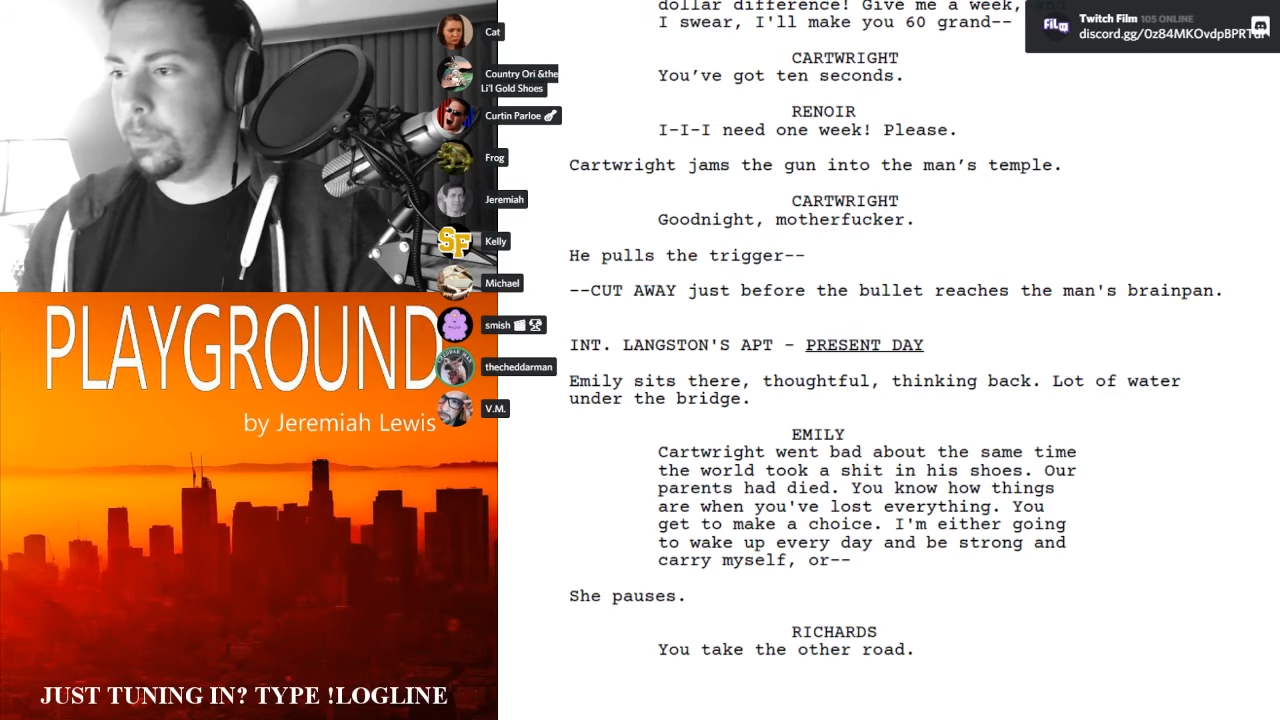 Cat
Country Ori &the
Li'l Gold Shoes
Curtin Parloe
Frog
Jeremiah
SF
Kelly
Michael
smish
thecheddarman
V.M.
PLAYGROUND
by Jeremiah Lewis
JUST TUNING IN? TYPE !LOGLINE
Twitch Film 105 ONLINE
dollar difference! Give me a week, and
I swear, I'll make you 60 grand--
CARTWRIGHT
You’ve got ten seconds.
RENOIR
I-I-I need one week! Please.
Cartwright jams the gun into the man’s temple.
CARTWRIGHT
Goodnight, motherfucker.
He pulls the trigger--
--CUT AWAY just before the bullet reaches the man's brainpan.
INT. LANGSTON'S APT - PRESENT DAY
Emily sits there, thoughtful, thinking back. Lot of water
under the bridge.
EMILY
Cartwright went bad about the same time
the world took a shit in his shoes. Our
parents had died. You know how things
are when you've lost everything. You
get to make a choice. I'm either going
to wake up every day and be strong and
carry myself, or--
She pauses.
RICHARDS
You take the other road.